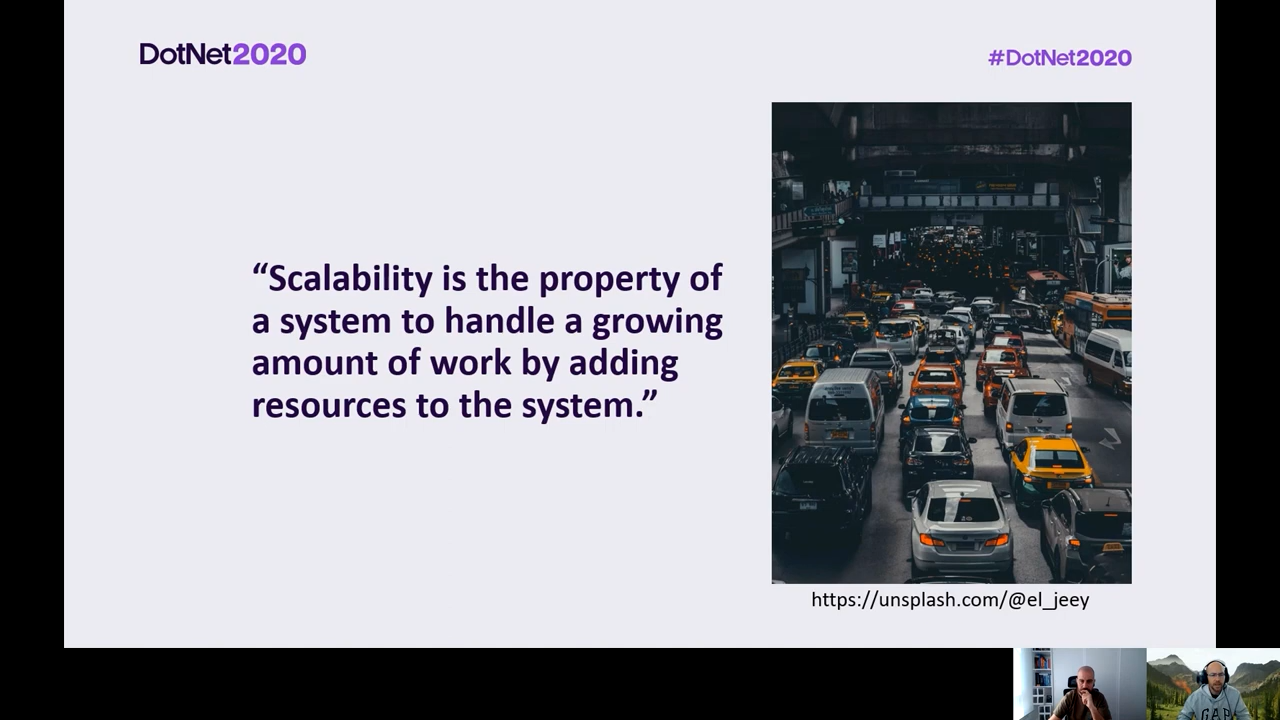 DotNet2020
#DotNet2020
“Scalability is the property of
a system to handle a growing
amount of work by adding
resources to the system.”
https://unsplash.com/@el_jeey
GAP